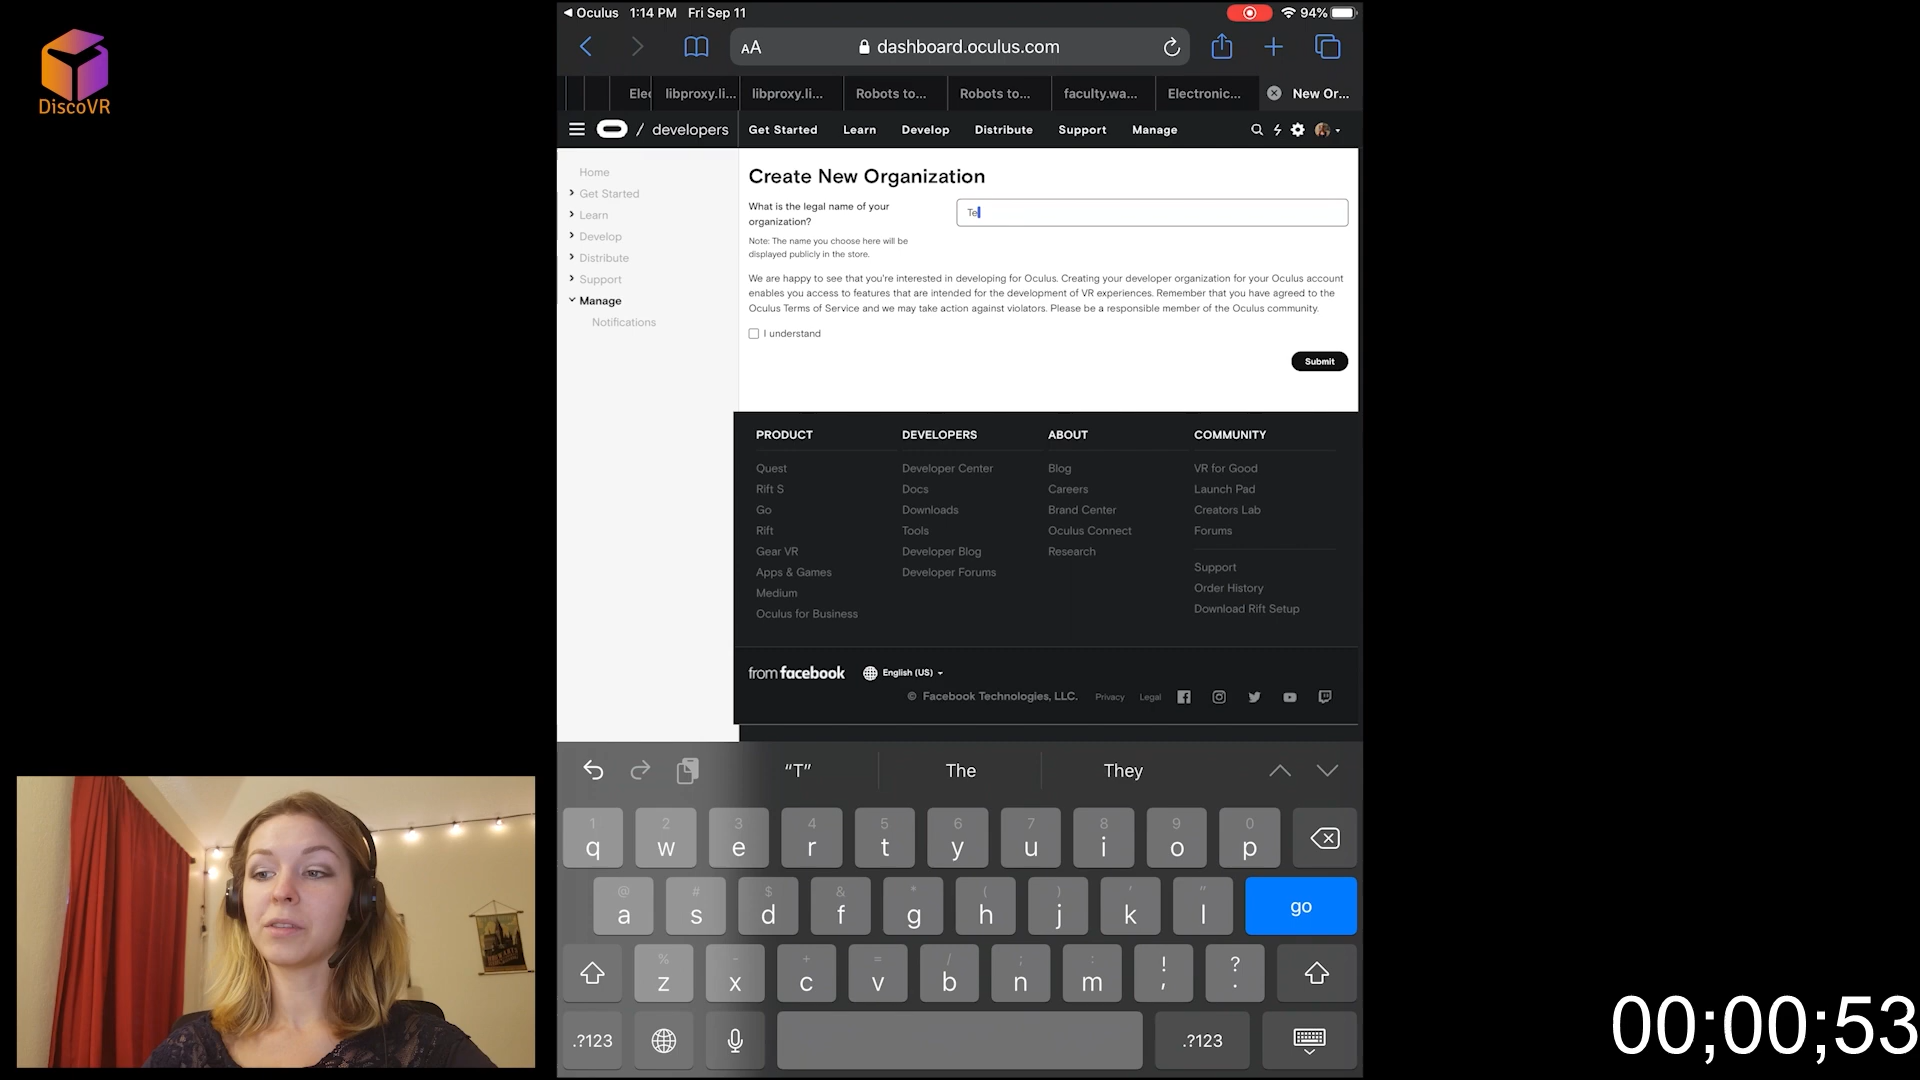 DiscoVR
Oculus 1:14 PM Fri Sep 11
94%
AA dashboard.oculus.com
Elec libproxy.li... libproxy.li... Robots to... Robots to... faculty.wa... Electronic... New Or...
/ developers Get Started Learn Develop Distribute Support Manage
Home
Get Started
Learn
Develop
Distribute
Support
Manage
Notifications
Create New Organization
What is the legal name of your
organization?
Te
Note: The name you choose here will be
displayed publicly in the store.
We are happy to see that you're interested in developing for Oculus. Creating your developer organization for your Oculus account
enables you access to features that are intended for the development of VR experiences. Remember that you have agreed to the
Oculus Terms of Service and we may take action against violators. Please be a responsible member of the Oculus community.
I understand
Submit
PRODUCT
Quest
Rift S
Go
Rift
Gear VR
Apps & Games
Medium
Oculus for Business
DEVELOPERS
Developer Center
Docs
Downloads
Tools
Developer Blog
Developer Forums
ABOUT
Blog
Careers
Brand Center
Oculus Connect
Research
COMMUNITY
VR for Good
Launch Pad
Creators Lab
Forums
Support
Order History
Download Rift Setup
from facebook English (US)
© Facebook Technologies, LLC. Privacy Legal
“T” The They
1 2 3 4 5 6 7 8 9 0
q w e r t y u i o p
@ # $ & * ( ) ' "
a s d f g h j k l go
% - + = / ; : ! ?
z x c v b n m , .
.?123 .?123
00;00;53